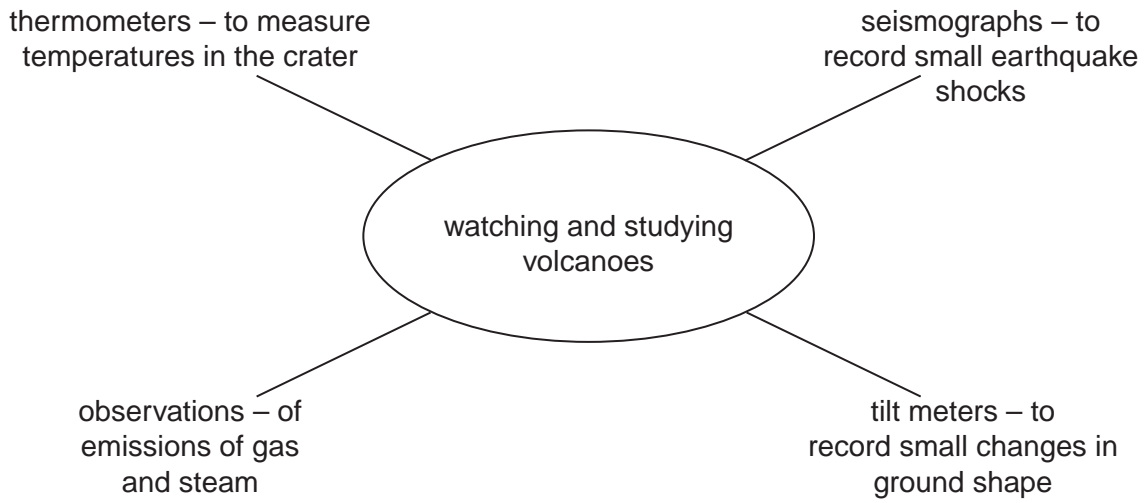 thermometers – to measure
temperatures in the crater
seismographs – to
record small earthquake
shocks
watching and studying
volcanoes
observations – of
emissions of gas
and steam
tilt meters – to
record small changes in
ground shape